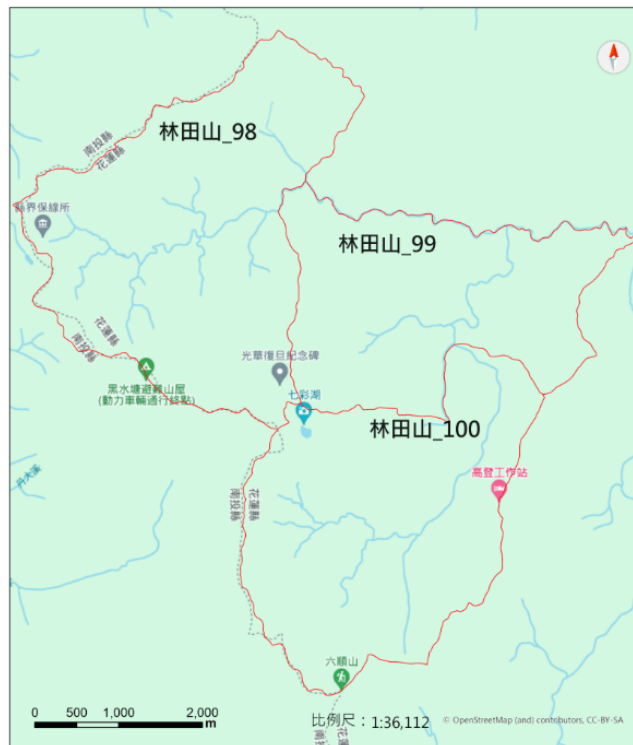 林田山_98
南投縣
花蓮縣
縣界保線所
林田山_99
花蓮縣
南投縣
光華復旦紀念碑
黑水塘避難山屋
(動力車輛通行終點)
七彩湖
林田山_100
高登工作站
丹大溪
花蓮縣
南投縣
六順山
0 500 1,000 2,000
m
比例尺：1:36,112
© OpenStreetMap (and) contributors, CC-BY-SA